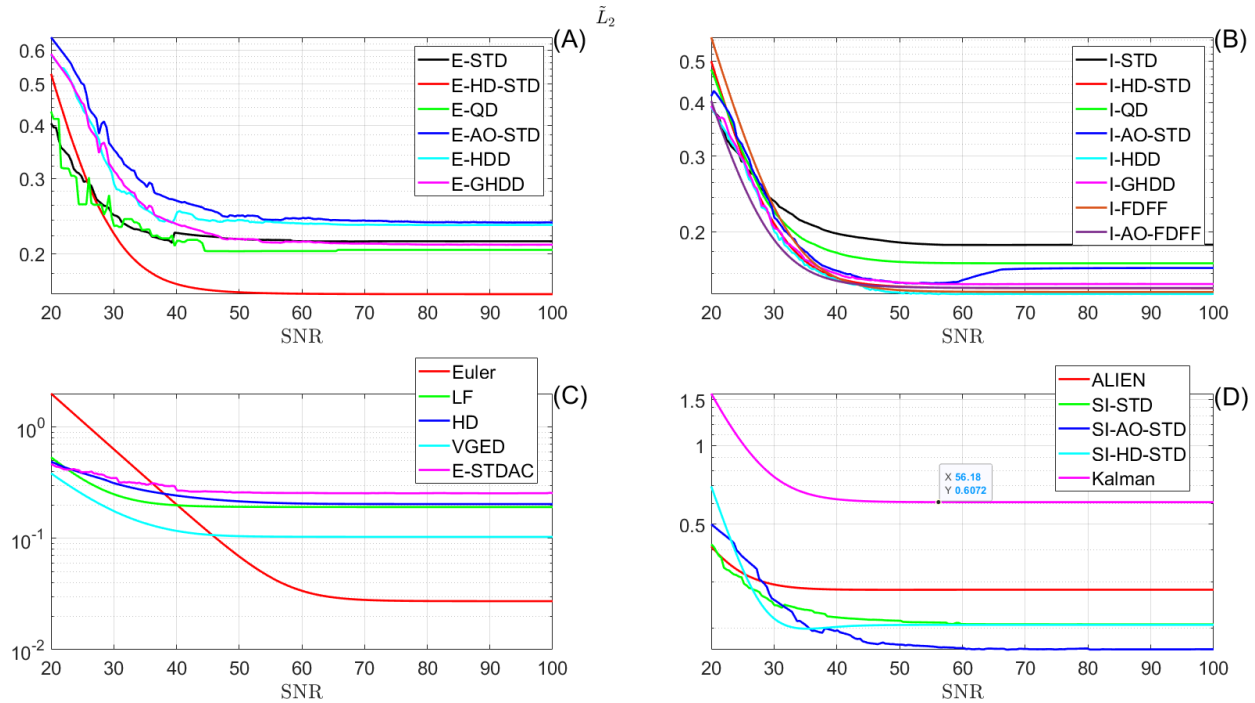 L̃₂
(A)
0.6
0.5
0.4
0.3
0.2
E-STD
E-HD-STD
E-QD
E-AO-STD
E-HDD
E-GHDD
20 30 40 50 60 70 80 90 100
SNR
(B)
0.5
0.4
0.3
0.2
I-STD
I-HD-STD
I-QD
I-AO-STD
I-HDD
I-GHDD
I-FDFF
I-AO-FDFF
20 30 40 50 60 70 80 90 100
SNR
(C)
10⁰
10⁻¹
10⁻²
Euler
LF
HD
VGED
E-STDAC
20 30 40 50 60 70 80 90 100
SNR
(D)
1.5
1
0.5
ALIEN
SI-STD
SI-AO-STD
SI-HD-STD
Kalman
X 56.18
Y 0.6072
20 30 40 50 60 70 80 90 100
SNR